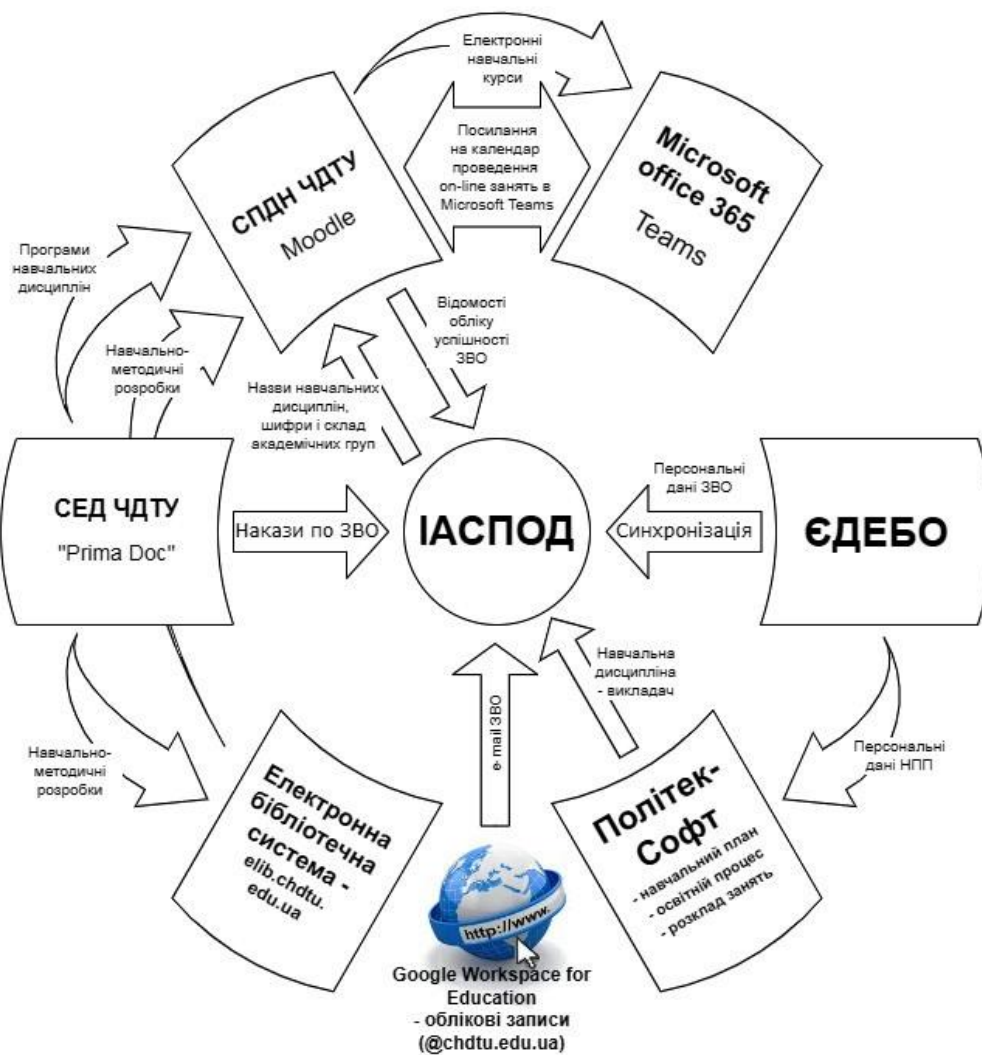 Електронні
навчальні
курси
СПДН ЧДТУ
Moodle
Посилання
на календар
проведення
on-line занять в
Microsoft Teams
Microsoft
office 365
Teams
Програми
навчальних
дисциплін
Навчально-
методичні
розробки
Відомості
обліку
успішності
ЗВО
Назви навчальних
дисциплін,
шифри і склад
академічних груп
СЕД ЧДТУ
"Prima Doc"
Накази по ЗВО
ІАСПОД
Персональні
дані ЗВО
Синхронізація
ЄДЕБО
Навчальна
дисципліна
- викладач
e- mail ЗВО
Навчально-
методичні
розробки
Персональні
дані НПП
Електронна
бібліотечна
система -
elib.chdtu.
edu.ua
Політек-
Софт
- навчальний план
- освітній процес
- розклад занять
http://www.
Google Workspace for
Education
- облікові записи
(@chdtu.edu.ua)